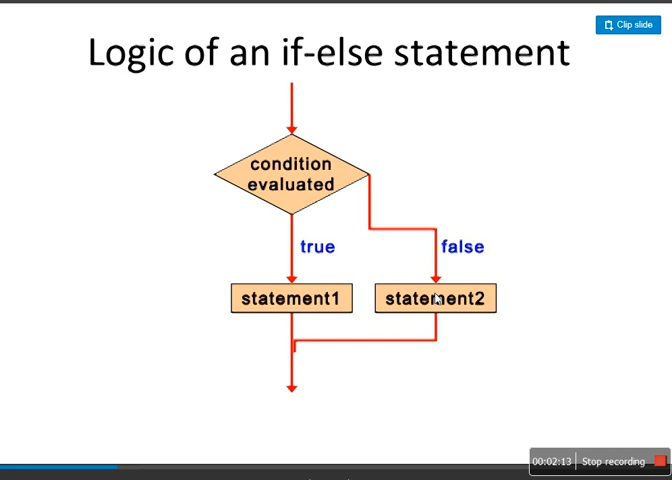 Clip slide
Logic of an if-else statement
condition
evaluated
true
false
statement1
statement2
00:02:13
Stop recording